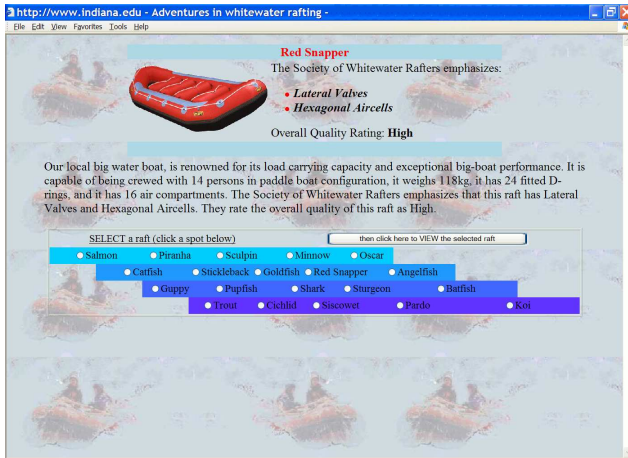 http://www.indiana.edu - Adventures in whitewater rafting -
File Edit View Favorites Tools Help
Red Snapper
The Society of Whitewater Rafters emphasizes:
Lateral Valves
Hexagonal Aircells
Overall Quality Rating: High
Our local big water boat, is renowned for its load carrying capacity and exceptional big-boat performance. It is
capable of being crewed with 14 persons in paddle boat configuration, it weighs 118kg, it has 24 fitted D-
rings, and it has 16 air compartments. The Society of Whitewater Rafters emphasizes that this raft has Lateral
Valves and Hexagonal Aircells. They rate the overall quality of this raft as High.
SELECT a raft (click a spot below) then click here to VIEW the selected raft
Salmon Piranha Sculpin Minnow Oscar
Catfish Stickleback Goldfish Red Snapper Angelfish
Guppy Pupfish Shark Sturgeon Batfish
Trout Cichlid Siscowet Pardo Koi